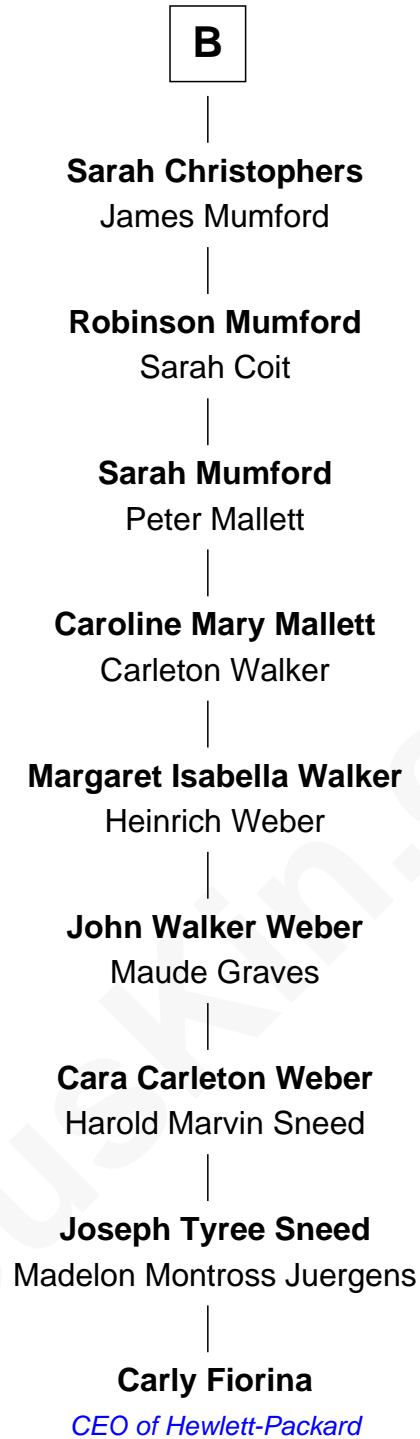 B
Sarah Christophers
James Mumford
Robinson Mumford
Sarah Coit
Sarah Mumford
Peter Mallett
Caroline Mary Mallett
Carleton Walker
Margaret Isabella Walker
Heinrich Weber
John Walker Weber
Maude Graves
Cara Carleton Weber
Harold Marvin Sneed
Joseph Tyree Sneed
Madelon Montross Juergens
Carly Fiorina
CEO of Hewlett-Packard